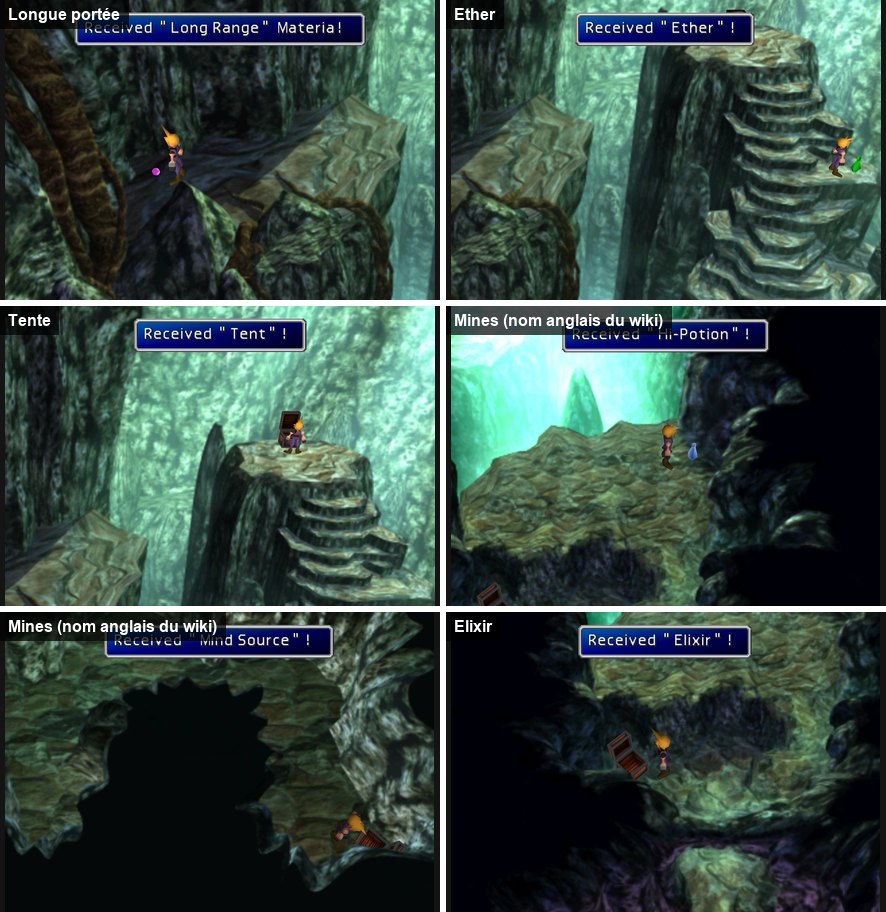 Longue portée
Received "Long Range" Materia!
Ether
Received "Ether" !
Tente
Received "Tent" !
Mines (nom anglais du wiki)
Received "Hi-Potion" !
Mines (nom anglais du wiki)
Received "Mind Source" !
Elixir
Received "Elixir" !